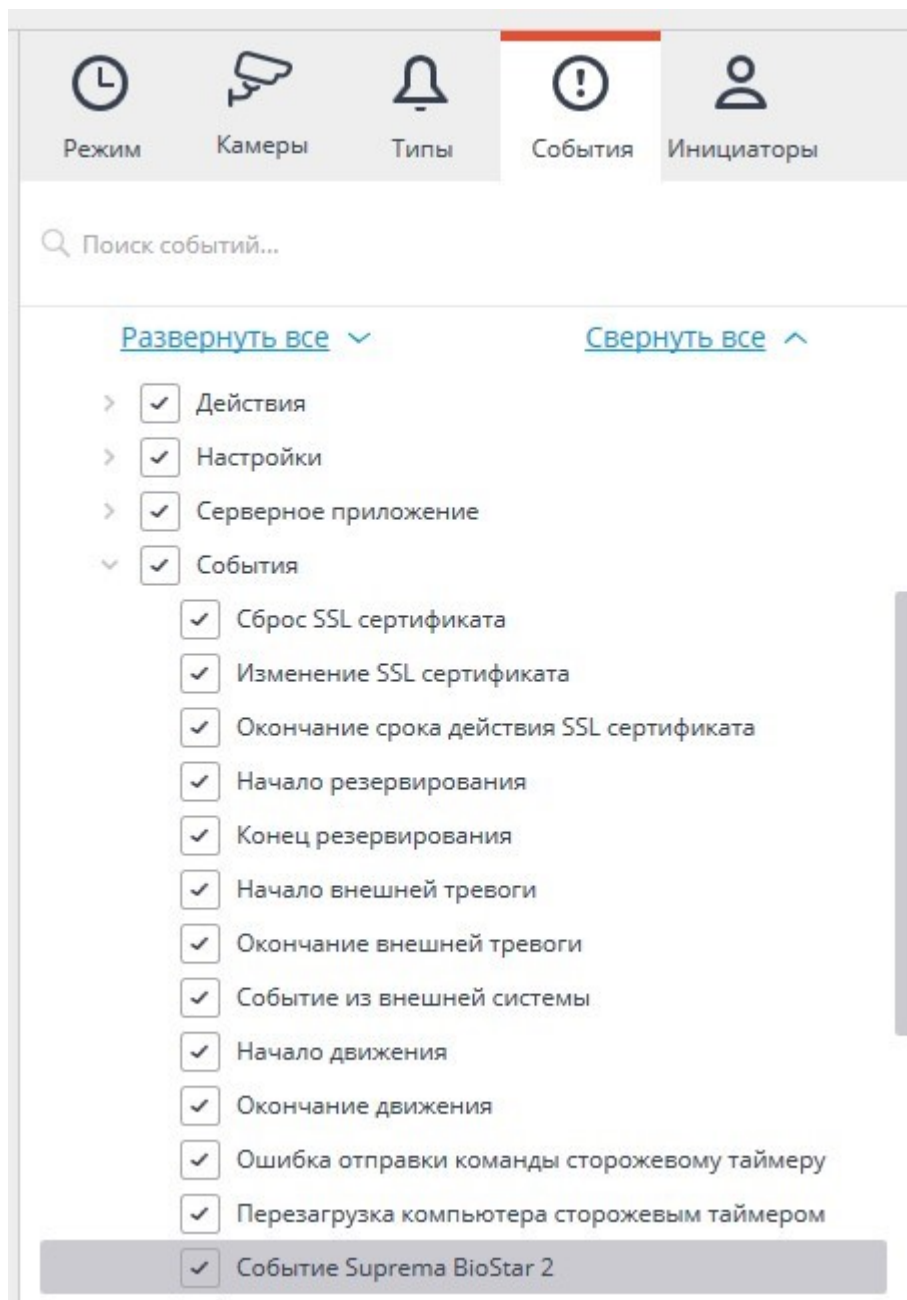 Режим Камеры Типы События Инициаторы
Поиск событий...
Развернуть все Свернуть все
Действия
Настройки
Серверное приложение
События
Сброс SSL сертификата
Изменение SSL сертификата
Окончание срока действия SSL сертификата
Начало резервирования
Конец резервирования
Начало внешней тревоги
Окончание внешней тревоги
Событие из внешней системы
Начало движения
Окончание движения
Ошибка отправки команды сторожевому таймеру
Перезагрузка компьютера сторожевым таймером
Событие Suprema BioStar 2